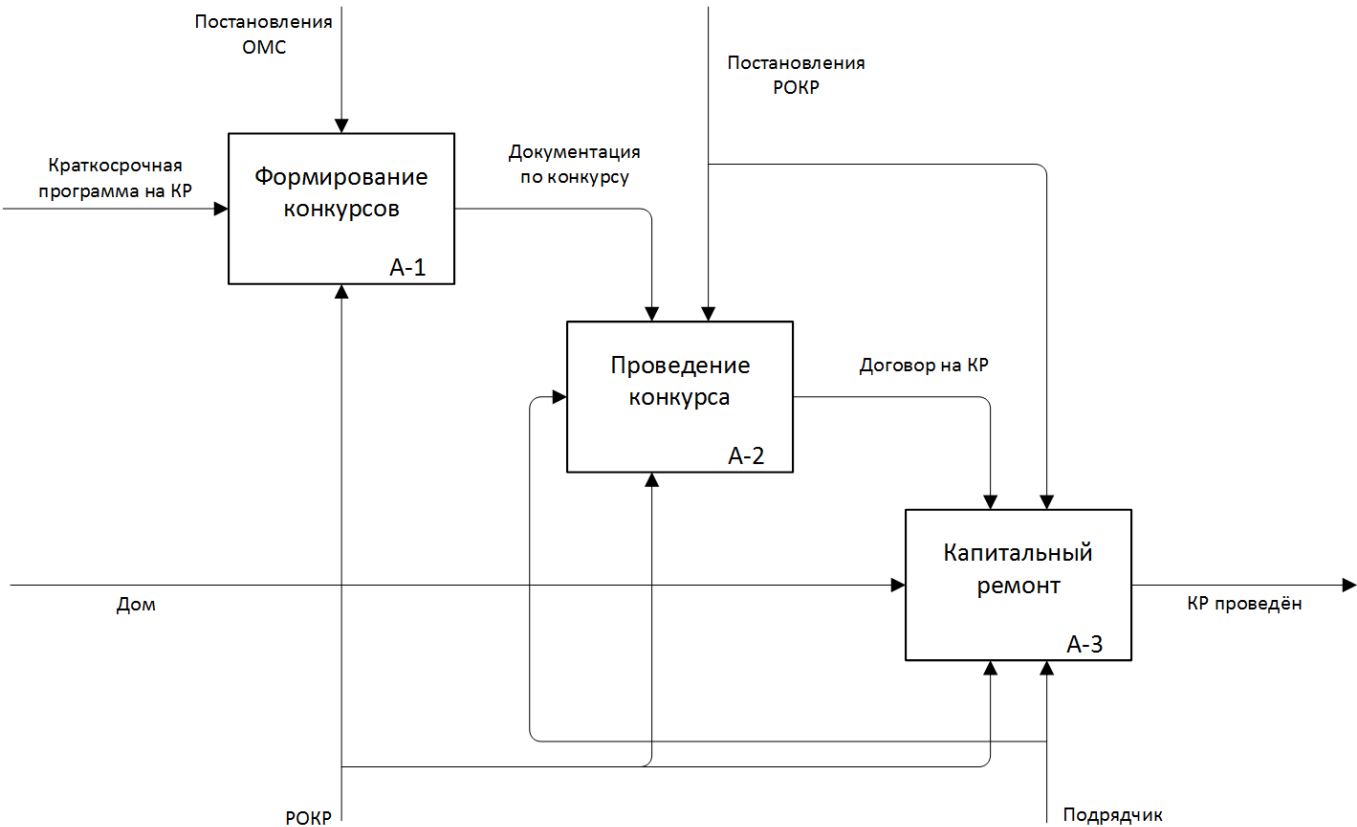 Постановления
ОМС
Постановления
РОКР
Краткосрочная
программа на КР
Формирование
конкурсов
А-1
Документация
по конкурсу
Проведение
конкурса
А-2
Договор на КР
Капитальный
ремонт
А-3
Дом
КР проведён
РОКР
Подрядчик